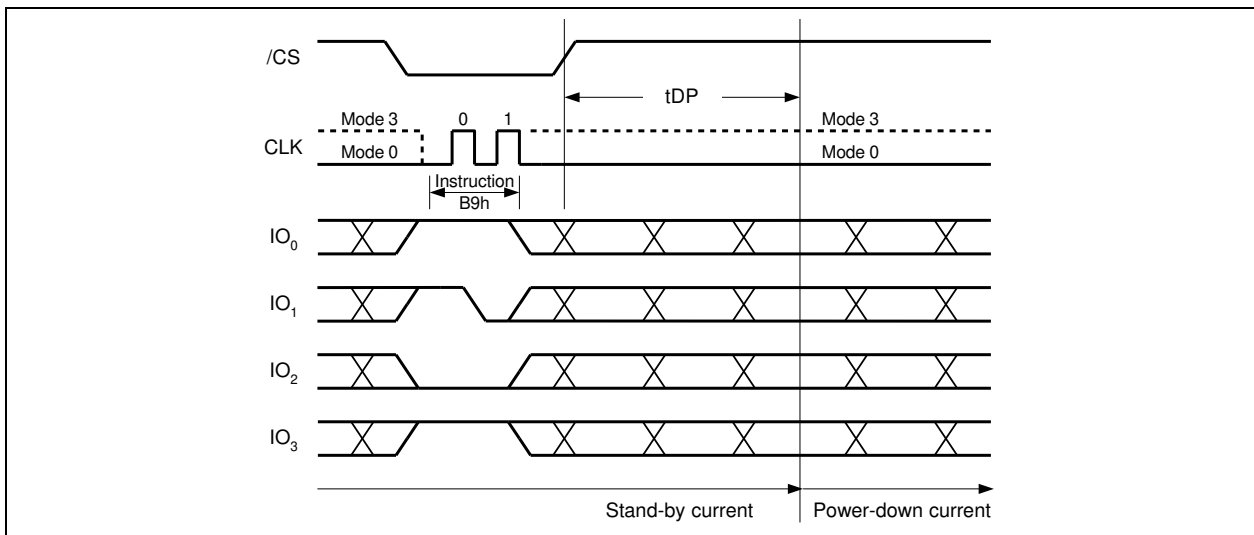 /CS
tDP
Mode 3 0 1 Mode 3
CLK
Mode 0 Mode 0
Instruction
B9h
IO0
IO1
IO2
IO3
Stand-by current Power-down current